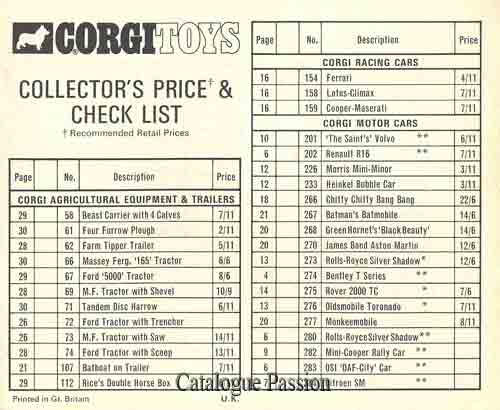 CORGI TOYS
COLLECTOR'S PRICE† &
CHECK LIST
† Recommended Retail Prices
Page No. Description Price
CORGI AGRICULTURAL EQUIPMENT & TRAILERS
29 58 Beast Carrier with 4 Calves 7/11
30 61 Four Furrow Plough 2/11
28 62 Farm Tipper Trailer 5/11
30 66 Massey Ferg. '165' Tractor 6/6
29 67 Ford '5000' Tractor 8/6
28 69 M.F. Tractor with Shovel 10/9
30 71 Tandem Disc Harrow 6/11
26 72 Ford Tractor with Trencher
26 73 M.F. Tractor with Saw 14/11
28 74 Ford Tractor with Scoop 13/11
21 107 Batboat on Trailer 7/11
29 112 Rice's Double Horse Box
Printed in Gt. Britain U.K.
Page No. Description Price
CORGI RACING CARS
16 154 Ferrari 4/11
16 158 Lotus-Climax 7/11
16 159 Cooper-Maserati 7/11
CORGI MOTOR CARS
10 201 'The Saint's' Volvo ** 6/11
6 202 Renault R16 ** 7/11
12 226 Morris Mini-Minor 3/11
12 233 Heinkel Bubble Car 3/11
18 266 Chitty Chitty Bang Bang 22/6
21 267 Batman's Batmobile 14/6
20 268 Green Hornet's 'Black Beauty' 14/6
20 270 James Bond Aston Martin 12/6
13 273 Rolls-Royce Silver Shadow * 12/6
4 274 Bentley T Series **
14 275 Rover 2000 TC * 7/6
13 276 Oldsmobile Toronado * 7/11
20 277 Monkeemobile 8/11
6 280 Rolls-Royce Silver Shadow **
9 282 Mini-Cooper Rally Car **
6 283 OSI 'DAF-City' Car **
Citroen SM **
Catalogue Passion